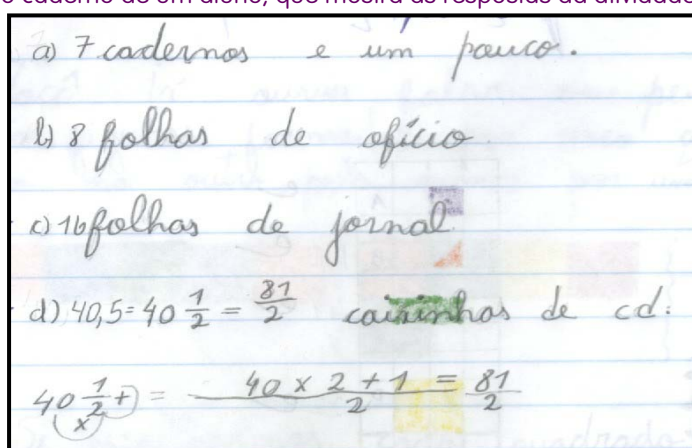 o caderno de um aluno, que mostra as respostas da atividade
a) 7 cadernos e um pouco.
b) 8 folhas de ofício
c) 16 folhas de jornal
d) 40,5 = 40 1/2 = 81/2 caixinhas de cd:
40 1/2 + x = 40 x 2 + 1 / 2 = 81/2